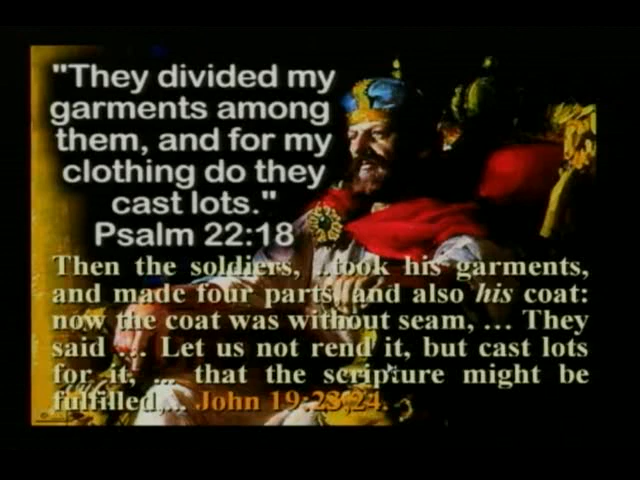 "They divided my
garments among
them, and for my
clothing do they
cast lots."
Psalm 22:18
Then the soldiers, ...took his garments,
and made four parts, and also his coat:
now the coat was without seam, ... They
said ... Let us not rend it, but cast lots
for it, ... that the scripture might be
fulfilled,.. John 19:23,24.